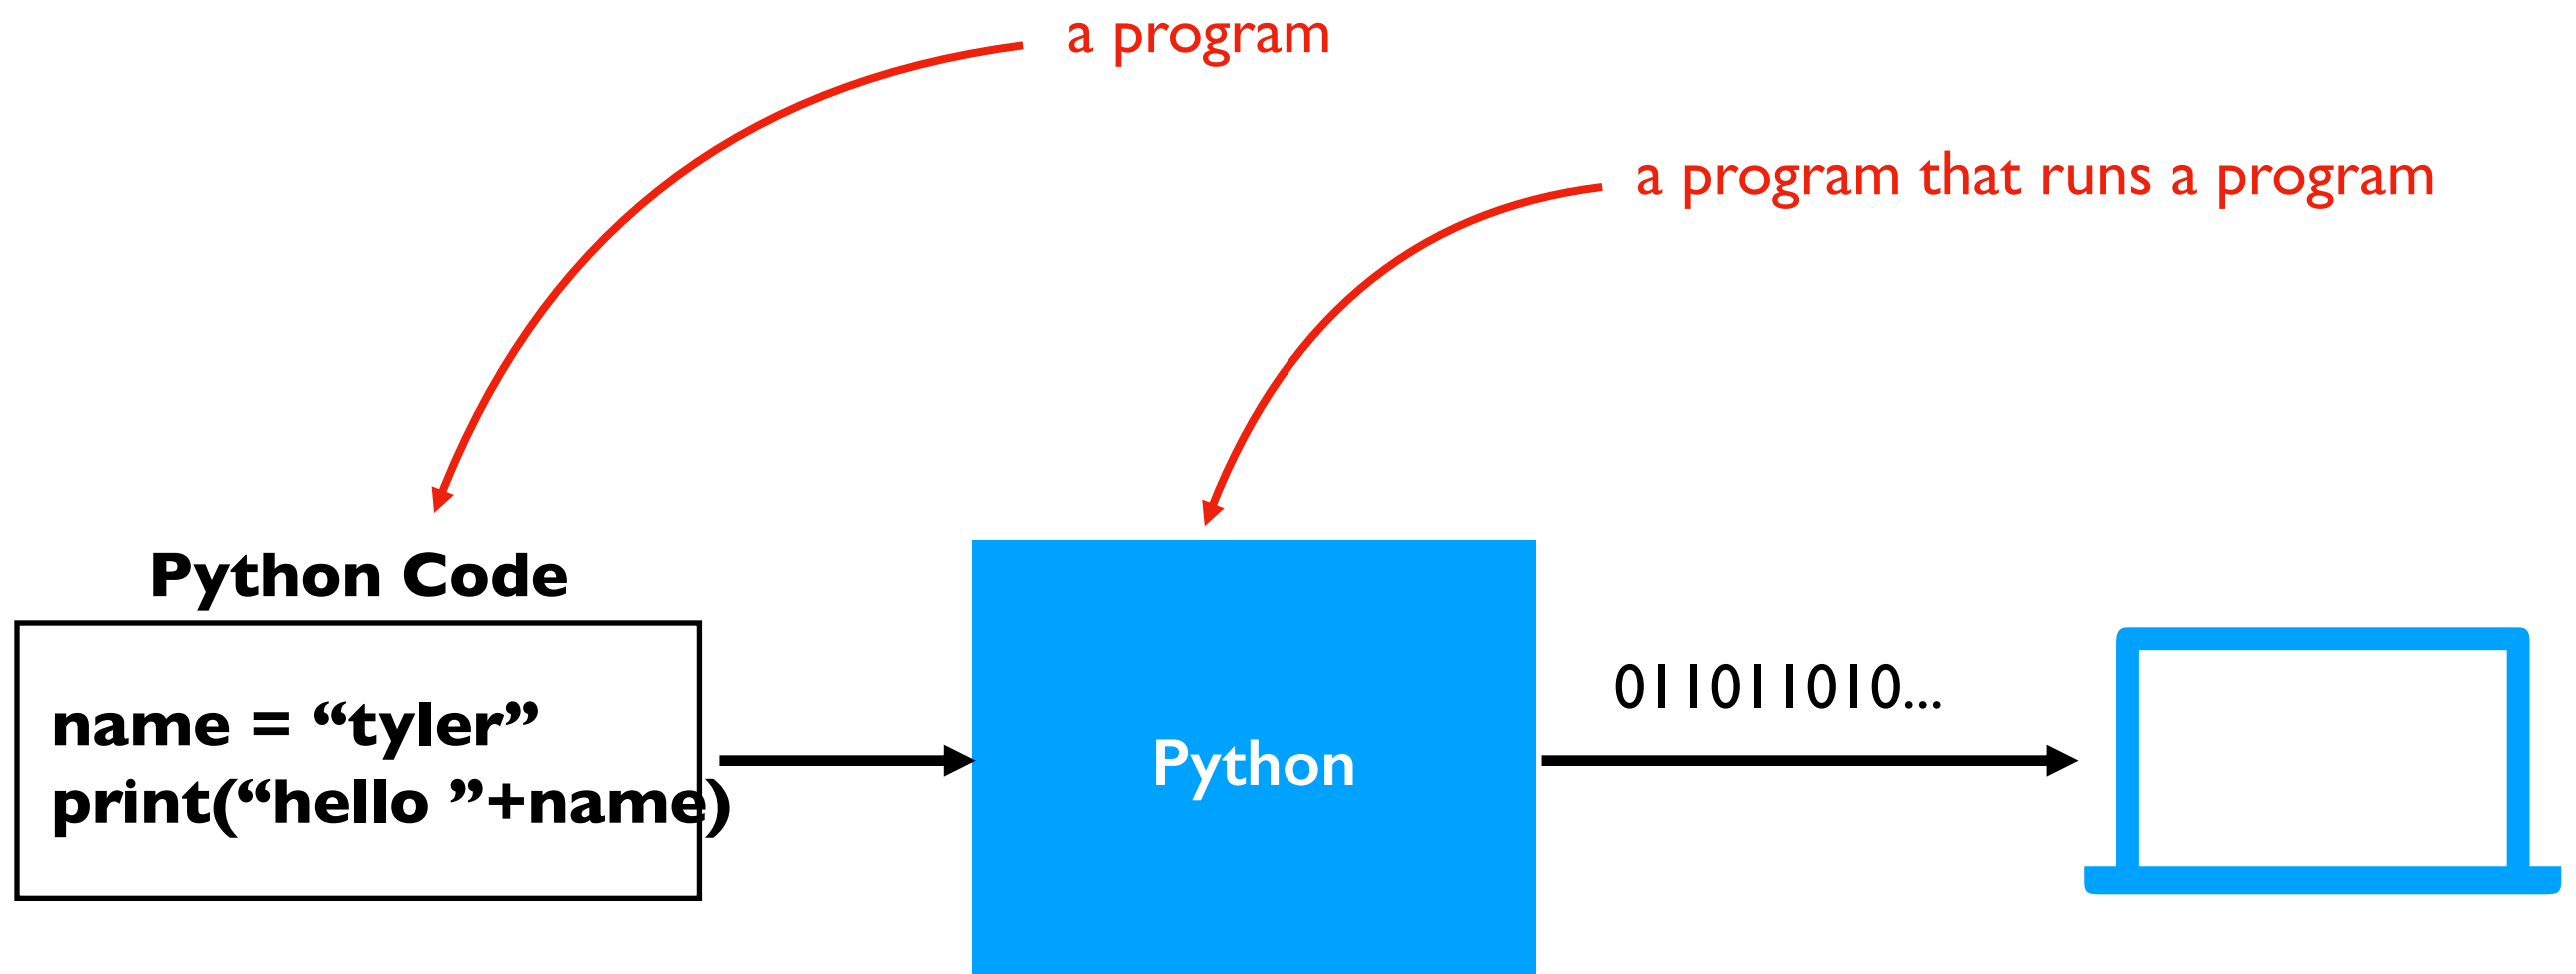 a program
a program that runs a program
Python Code
name = “tyler”
print(“hello ”+name)
Python
011011010...